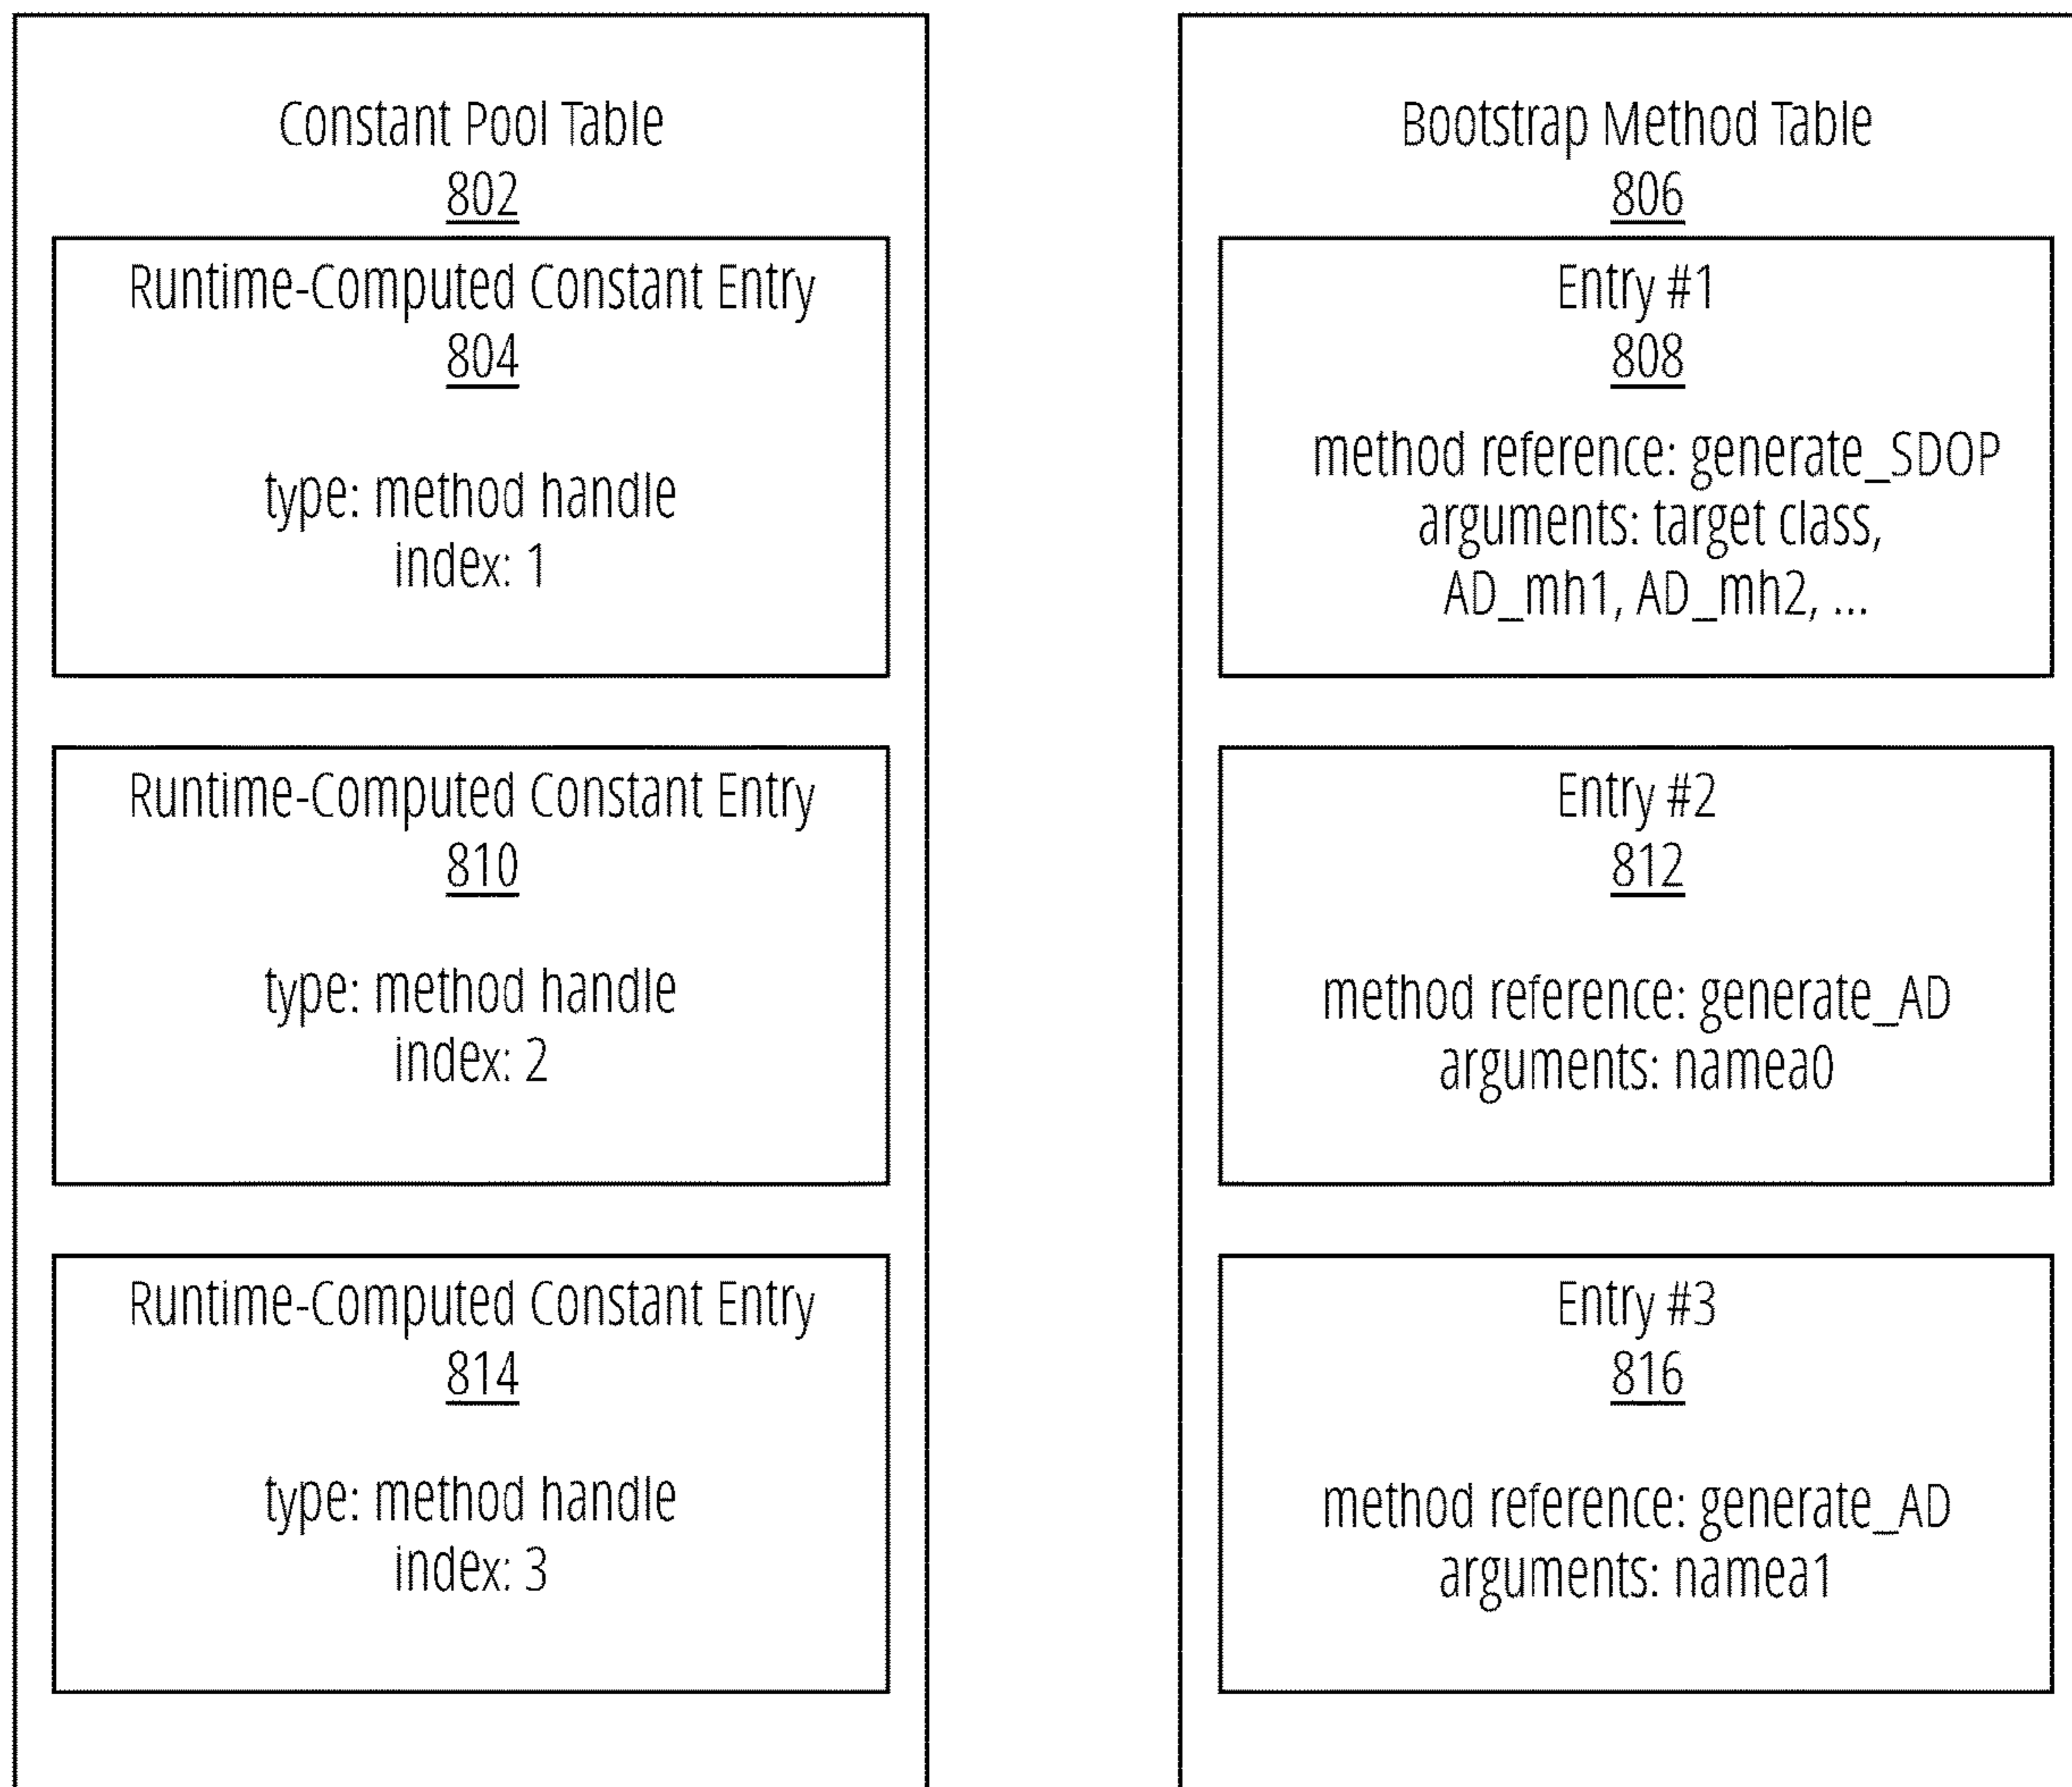 Constant Pool Table
802
Runtime-Computed Constant Entry
804
type: method handle
index: 1
Runtime-Computed Constant Entry
810
type: method handle
index: 2
Runtime-Computed Constant Entry
814
type: method handle
index: 3
Bootstrap Method Table
806
Entry #1
808
method reference: generate_SDOP
arguments: target class,
AD_mh1, AD_mh2, ...
Entry #2
812
method reference: generate_AD
arguments: namea0
Entry #3
816
method reference: generate_AD
arguments: namea1